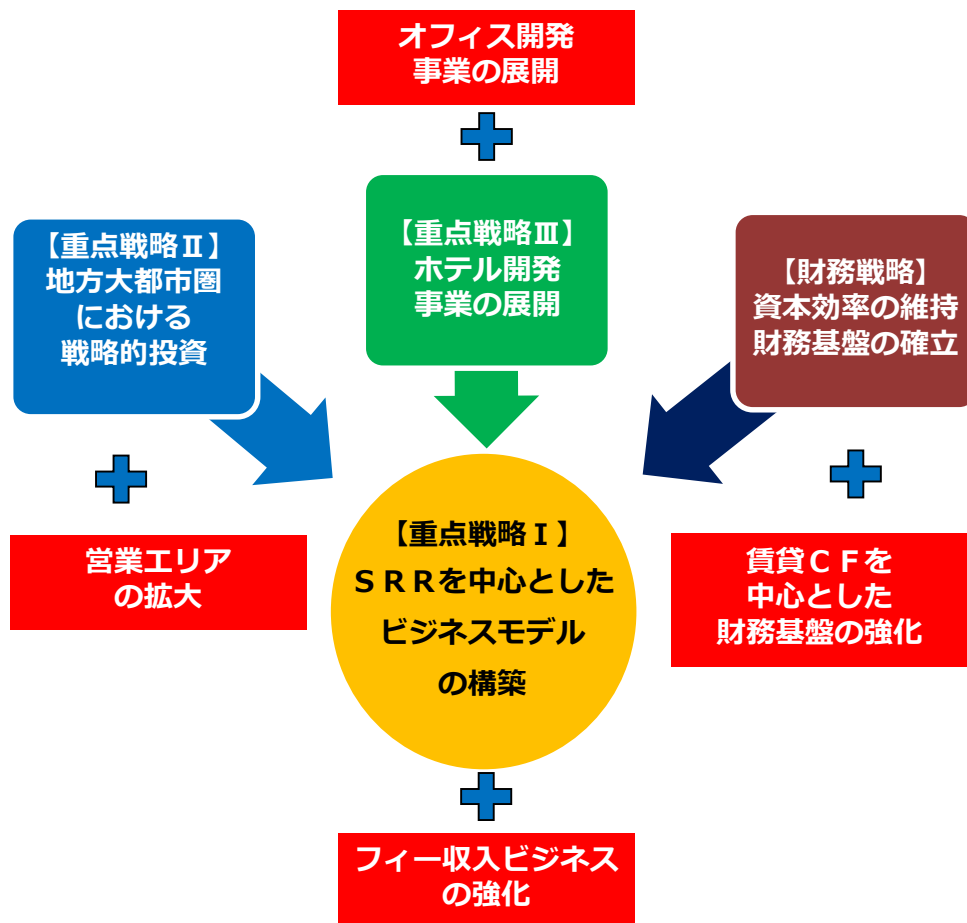 オフィス開発
事業の展開
【重点戦略Ⅱ】
地方大都市圏
における
戦略的投資
【重点戦略Ⅲ】
ホテル開発
事業の展開
【財務戦略】
資本効率の維持
財務基盤の確立
営業エリア
の拡大
【重点戦略Ⅰ】
ＳＲＲを中心とした
ビジネスモデル
の構築
賃貸ＣＦを
中心とした
財務基盤の強化
フィー収入ビジネス
の強化